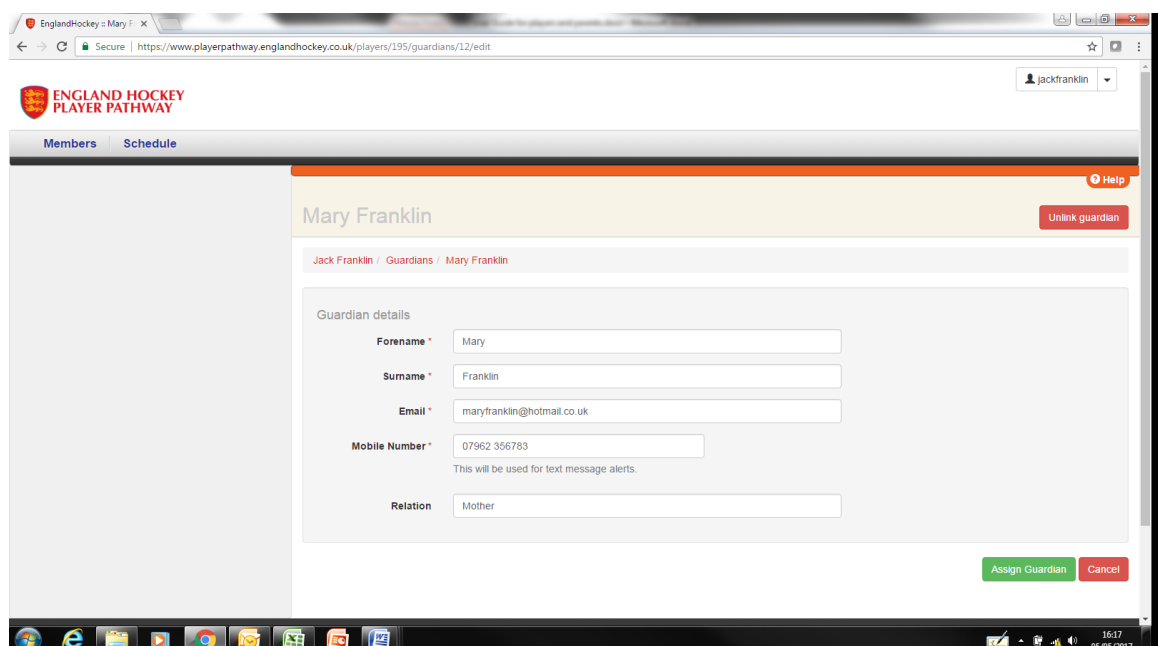 EnglandHockey :: Mary F
Secure | https://www.playerpathway.englandhockey.co.uk/players/195/guardians/12/edit
jackfranklin
ENGLAND HOCKEY
PLAYER PATHWAY
Members Schedule
Help
Mary Franklin
Unlink guardian
Jack Franklin / Guardians / Mary Franklin
Guardian details
Forename * Mary
Surname * Franklin
Email * maryfranklin@hotmail.co.uk
Mobile Number * 07962 356783
This will be used for text message alerts.
Relation Mother
Assign Guardian Cancel
16:17
05/05/2017